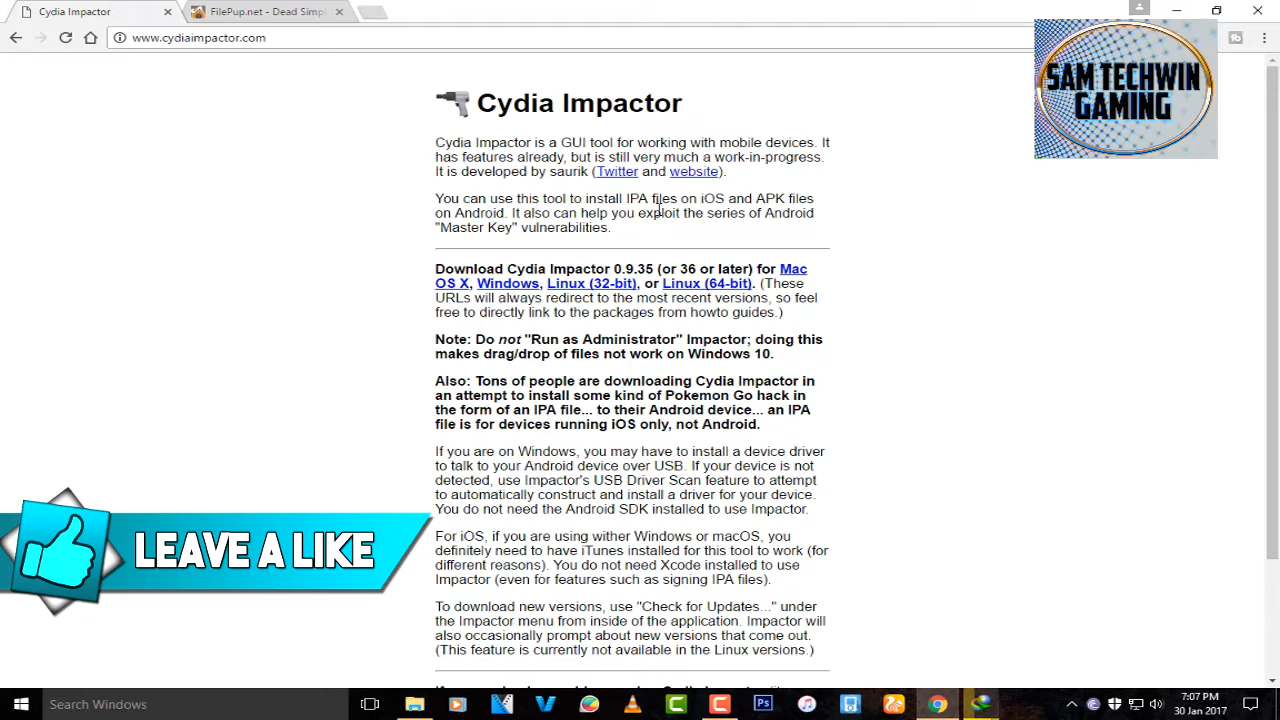 Cydia Impactor
FilePup.net - Dead Simpl
www.cydiaimpactor.com
SAM TECHWIN
GAMING
Cydia Impactor
Cydia Impactor is a GUI tool for working with mobile devices. It
has features already, but is still very much a work-in-progress.
It is developed by saurik (Twitter and website).
You can use this tool to install IPA files on iOS and APK files
on Android. It also can help you exploit the series of Android
"Master Key" vulnerabilities.
Download Cydia Impactor 0.9.35 (or 36 or later) for Mac
OS X, Windows, Linux (32-bit), or Linux (64-bit). (These
URLs will always redirect to the most recent versions, so feel
free to directly link to the packages from howto guides.)
Note: Do not "Run as Administrator" Impactor; doing this
makes drag/drop of files not work on Windows 10.
Also: Tons of people are downloading Cydia Impactor in
an attempt to install some kind of Pokemon Go hack in
the form of an IPA file... to their Android device... an IPA
file is for devices running iOS only, not Android.
If you are on Windows, you may have to install a device driver
to talk to your Android device over USB. If your device is not
detected, use Impactor's USB Driver Scan feature to attempt
to automatically construct and install a driver for your device.
You do not need the Android SDK installed to use Impactor.
LEAVE A LIKE
For iOS, if you are using wither Windows or macOS, you
definitely need to have iTunes installed for this tool to work (for
different reasons). You do not need Xcode installed to use
Impactor (even for features such as signing IPA files).
To download new versions, use "Check for Updates..." under
the Impactor menu from inside of the application. Impactor will
also occasionally prompt about new versions that come out.
(This feature is currently not available in the Linux versions.)
Search Windows
Ps
7:07 PM
30 Jan 2017